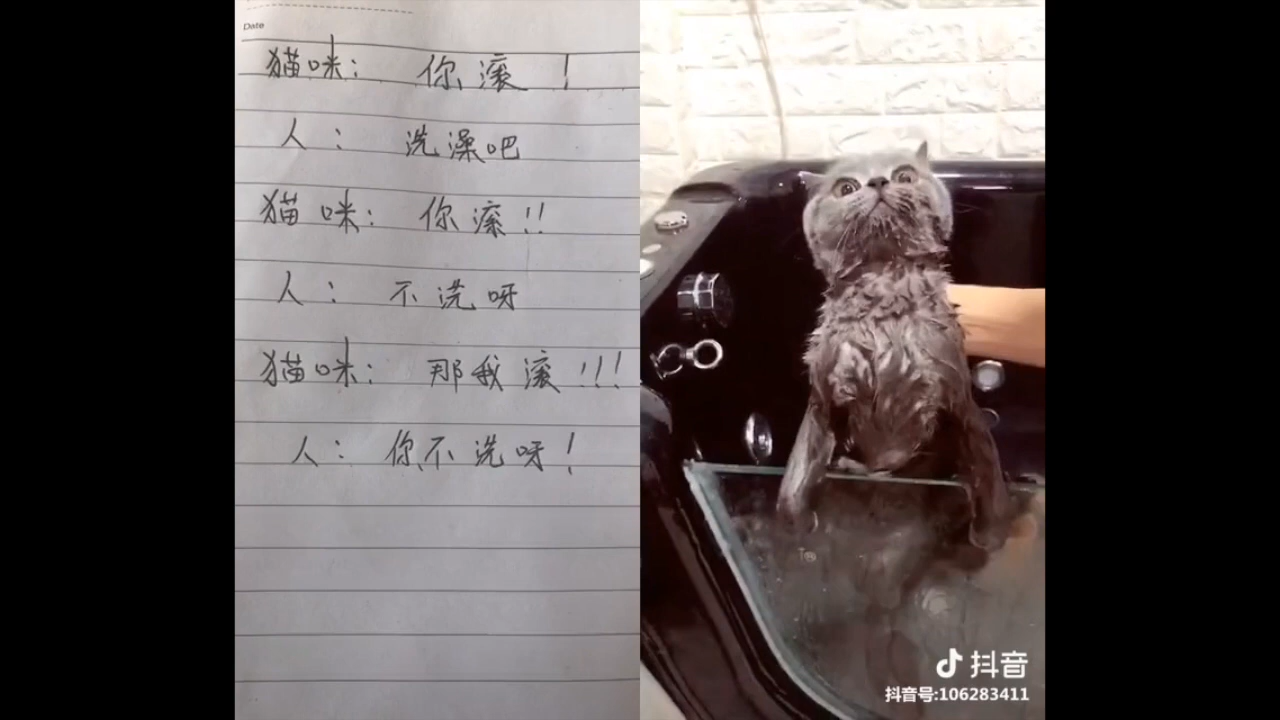 Date
猫咪： 你滚！
人： 洗澡吧
猫咪： 你滚!!
人： 不洗呀
猫咪： 那我滚!!!
人： 你不洗呀！
抖音
抖音号:106283411